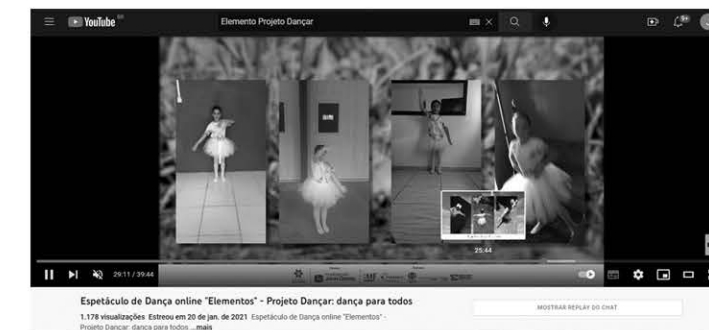 YouTube BR
Elemento Projeto Dançar
9+
25:44
29:11 / 39:44
Espetáculo de Dança online "Elementos" - Projeto Dançar: dança para todos
1.178 visualizações Estreou em 20 de jan. de 2021 Espetáculo de Dança online "Elementos" -
Projeto Dançar: dança para todos ...mais
MOSTRAR REPLAY DO CHAT